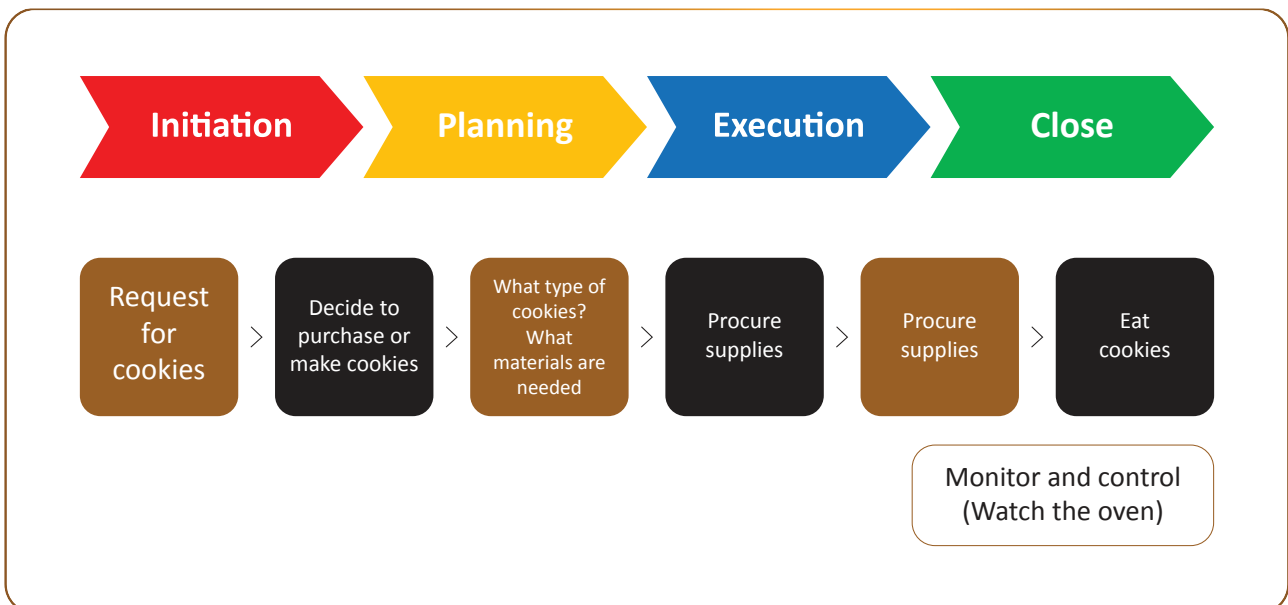 Initiation
Planning
Execution
Close
Request
for
cookies
Decide to
purchase or
make cookies
What type of
cookies?
What
materials are
needed
Procure
supplies
Procure
supplies
Eat
cookies
Monitor and control
(Watch the oven)